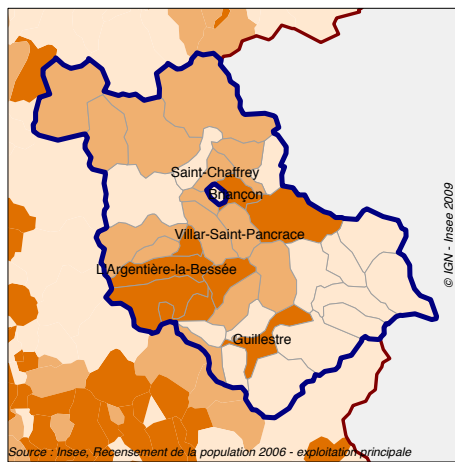 Saint-Chaffrey
Briançon
Villar-Saint-Pancrace
L'Argentière-la-Bessée
Guillestre
© IGN - Insee 2009
Source : Insee, Recensement de la population 2006 - exploitation principale